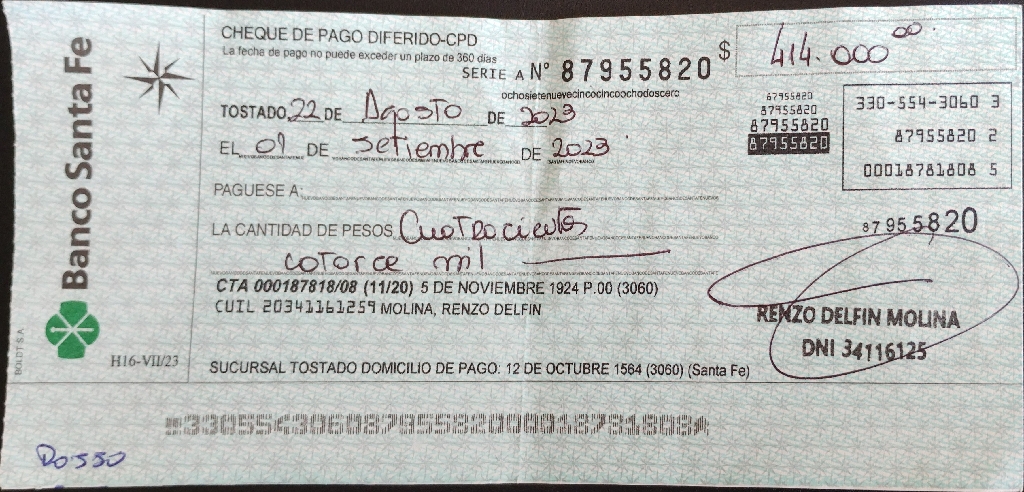 Banco Santa Fe
BOLDT S.A
H16-VII/23
CHEQUE DE PAGO DIFERIDO-CPD
La fecha de pago no puede exceder un plazo de 360 días
SERIE A N° 87955820
ochosietenuevecincocincoochodoscero
$ 414.000 00
TOSTADO, 22 DE Agosto DE 2023
EL 01 DE Setiembre DE 2023
87955820
87955820
87955820
87955820
330-554-3060 3
87955820 2
00018781808 5
PAGUESE A:
LA CANTIDAD DE PESOS Cuatrocientos
catorce mil
87955820
CTA 000187818/08 (11/20) 5 DE NOVIEMBRE 1924 P.00 (3060)
CUIL 20341161259 MOLINA, RENZO DELFIN
RENZO DELFIN MOLINA
DNI 34116125
SUCURSAL TOSTADO DOMICILIO DE PAGO: 12 DE OCTUBRE 1564 (3060) (Santa Fe)
Rosso